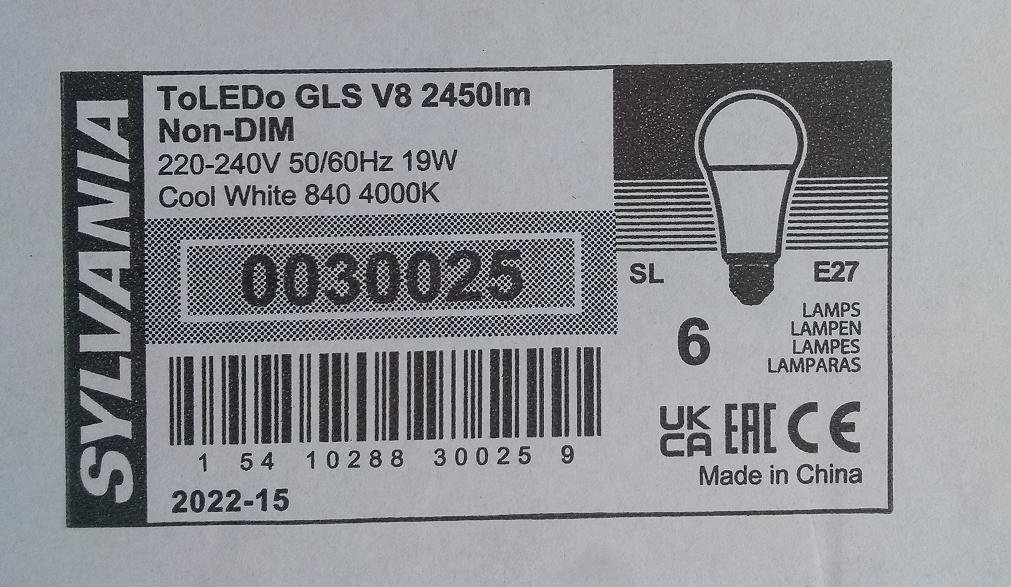 SYLVANIA
ToLEDo GLS V8 2450lm
Non-DIM
220-240V 50/60Hz 19W
Cool White 840 4000K
0030025
1 54 10288 30025 9
2022-15
SL E27
6
LAMPS
LAMPEN
LAMPES
LAMPARAS
UK
CA EAC CE
Made in China